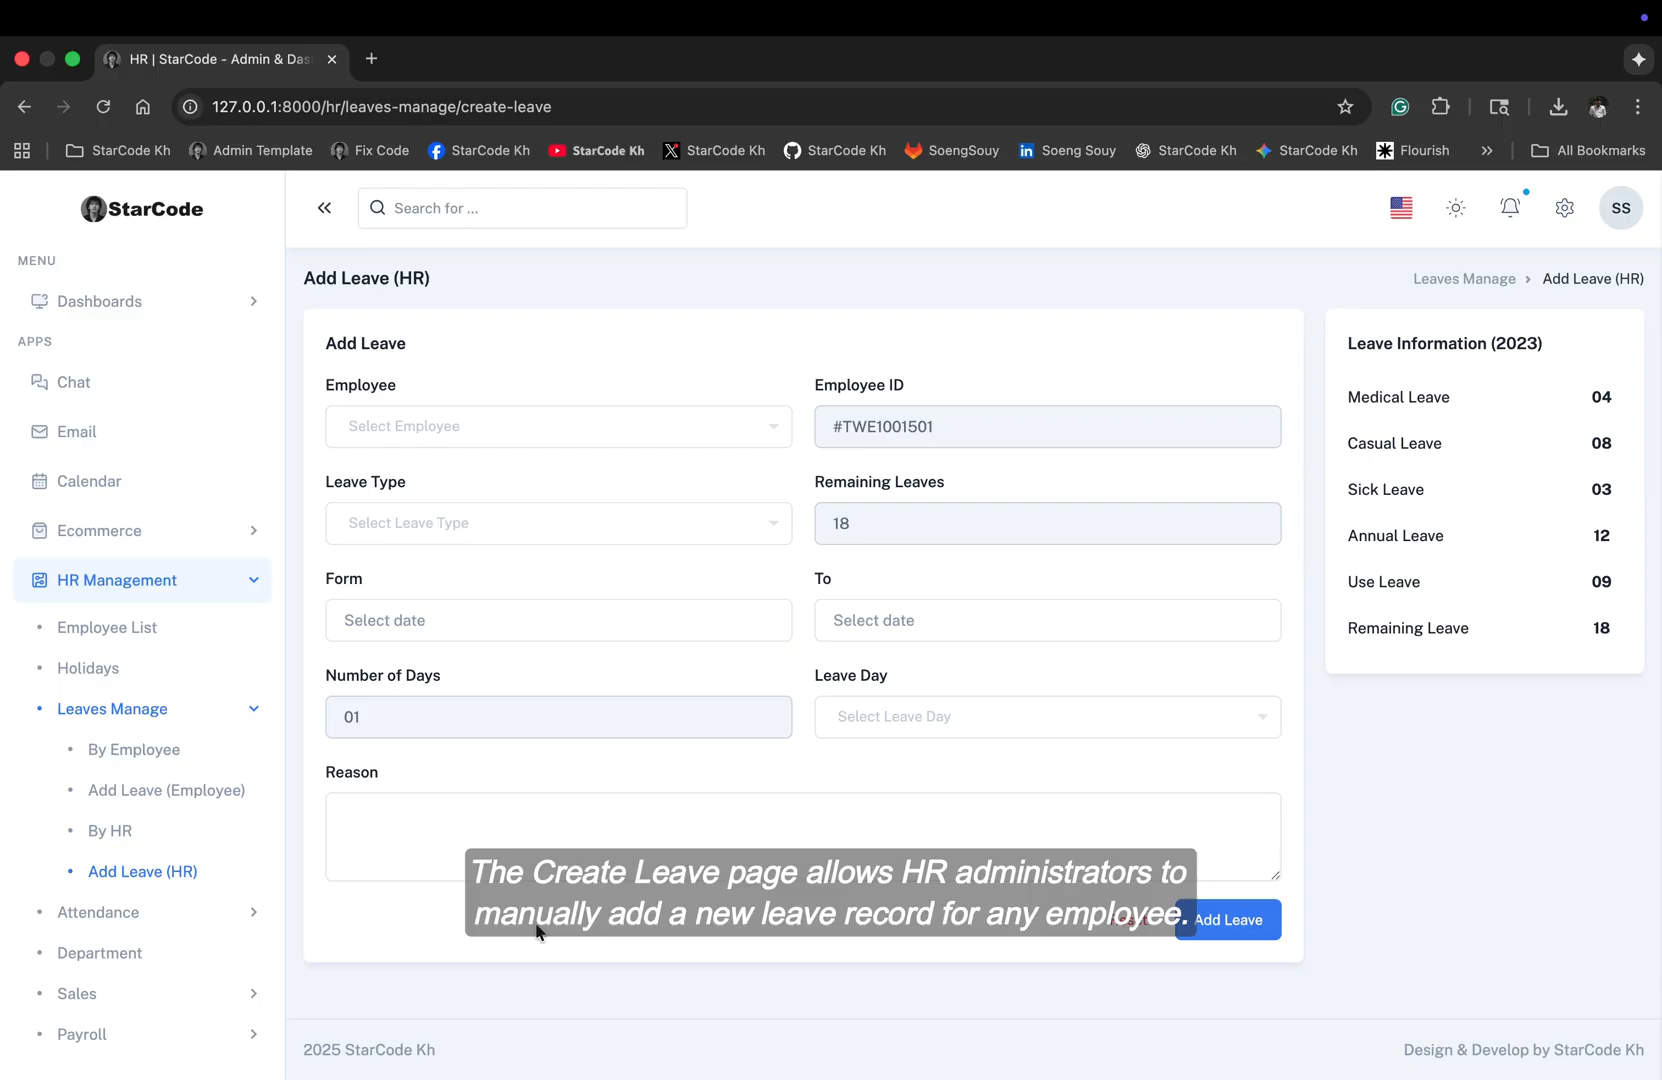 HR | StarCode - Admin & Das
127.0.0.1:8000/hr/leaves-manage/create-leave
StarCode Kh
Admin Template
Fix Code
StarCode Kh
StarCode Kh
StarCode Kh
StarCode Kh
SoengSouy
Soeng Souy
StarCode Kh
StarCode Kh
Flourish
All Bookmarks
StarCode
Search for ...
SS
MENU
Dashboards
APPS
Chat
Email
Calendar
Ecommerce
HR Management
Employee List
Holidays
Leaves Manage
By Employee
Add Leave (Employee)
By HR
Add Leave (HR)
Attendance
Department
Sales
Payroll
Add Leave (HR)
Leaves Manage > Add Leave (HR)
Add Leave
Employee
Select Employee
Employee ID
#TWE1001501
Leave Type
Select Leave Type
Remaining Leaves
18
Form
Select date
To
Select date
Number of Days
01
Leave Day
Select Leave Day
Reason
The Create Leave page allows HR administrators to
manually add a new leave record for any employee.
Add Leave
Leave Information (2023)
Medical Leave 04
Casual Leave 08
Sick Leave 03
Annual Leave 12
Use Leave 09
Remaining Leave 18
2025 StarCode Kh
Design & Develop by StarCode Kh